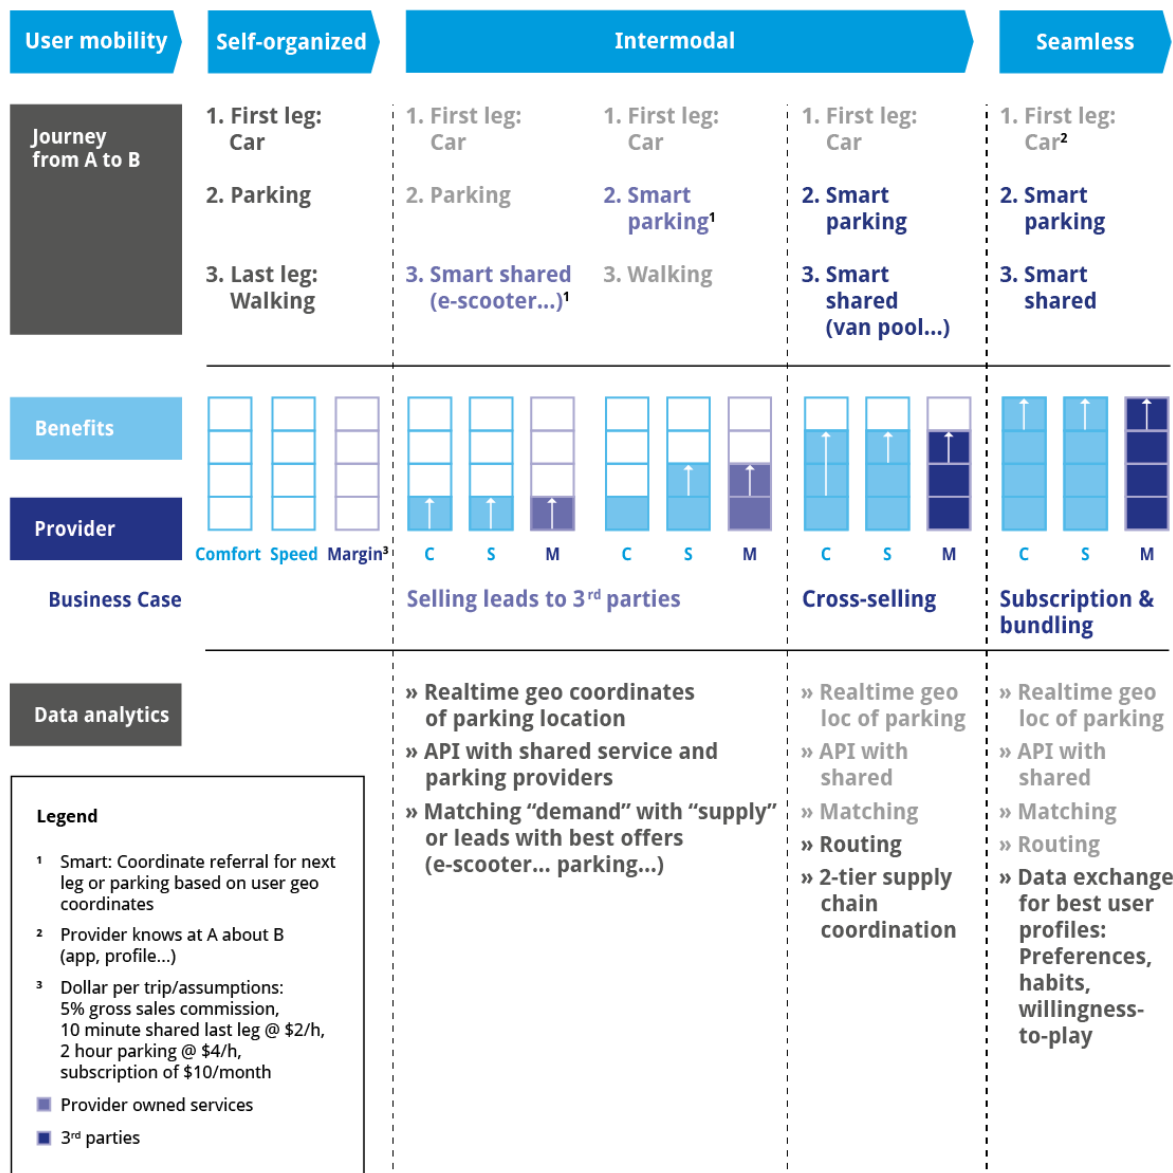 User mobility
Self-organized
Intermodal
Seamless
Journey
from A to B
1. First leg:
Car
2. Parking
3. Last leg:
Walking
1. First leg:
Car
2. Parking
3. Smart shared
(e-scooter...)¹
1. First leg:
Car
2. Smart
parking¹
3. Walking
1. First leg:
Car
2. Smart
parking
3. Smart
shared
(van pool...)
1. First leg:
Car²
2. Smart
parking
3. Smart
shared
Benefits
Provider
Comfort Speed Margin³
C S M
C S M
C S M
C S M
Business Case
Selling leads to 3rd parties
Cross-selling
Subscription &
bundling
Data analytics
» Realtime geo coordinates
of parking location
» API with shared service and
parking providers
» Matching “demand” with “supply”
or leads with best offers
(e-scooter... parking...)
» Realtime geo
loc of parking
» API with
shared
» Matching
» Routing
» 2-tier supply
chain
coordination
» Realtime geo
loc of parking
» API with
shared
» Matching
» Routing
» Data exchange
for best user
profiles:
Preferences,
habits,
willingness-
to-play
Legend
¹ Smart: Coordinate referral for next
leg or parking based on user geo
coordinates
² Provider knows at A about B
(app, profile...)
³ Dollar per trip/assumptions:
5% gross sales commission,
10 minute shared last leg @ $2/h,
2 hour parking @ $4/h,
subscription of $10/month
Provider owned services
3rd parties